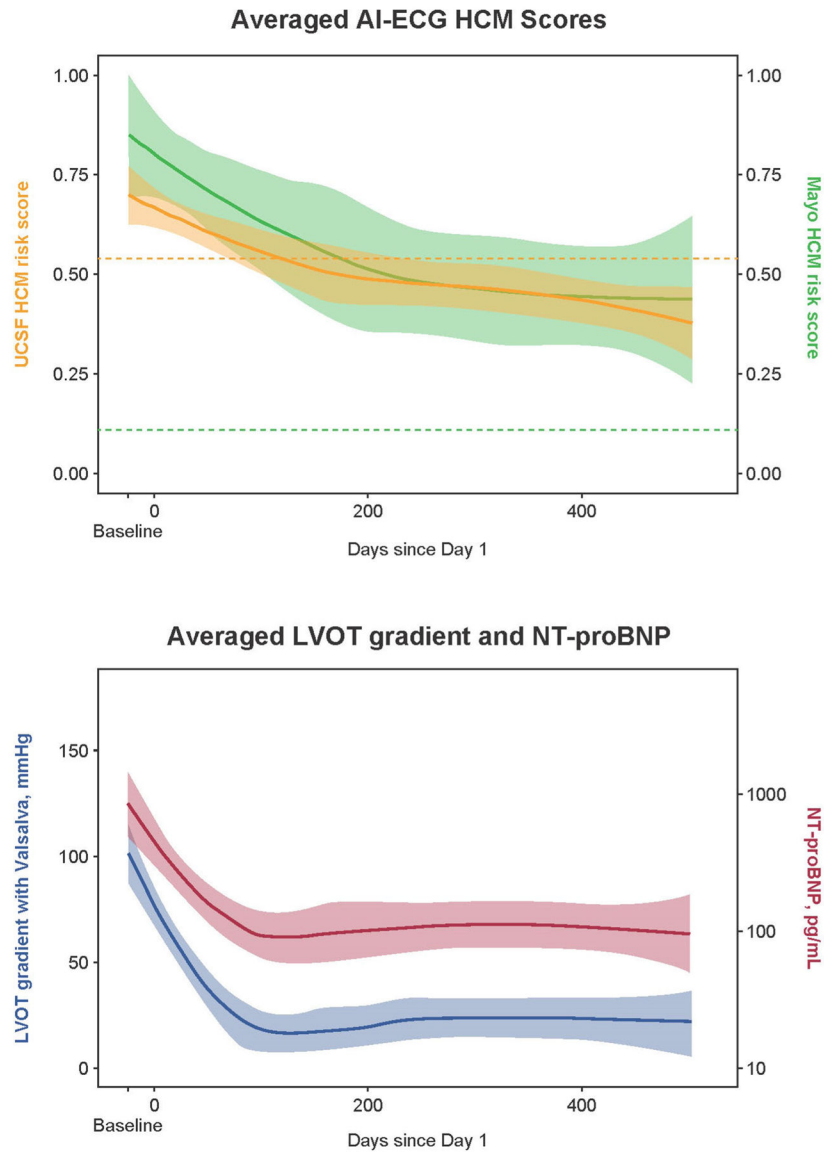 Averaged AI-ECG HCM Scores
UCSF HCM risk score
1.00
0.75
0.50
0.25
0.00
1.00
0.75
0.50
0.25
0.00
Mayo HCM risk score
0
200
400
Baseline
Days since Day 1
Averaged LVOT gradient and NT-proBNP
LVOT gradient with Valsalva, mmHg
150
100
50
0
1000
100
10
NT-proBNP, pg/mL
0
200
400
Baseline
Days since Day 1